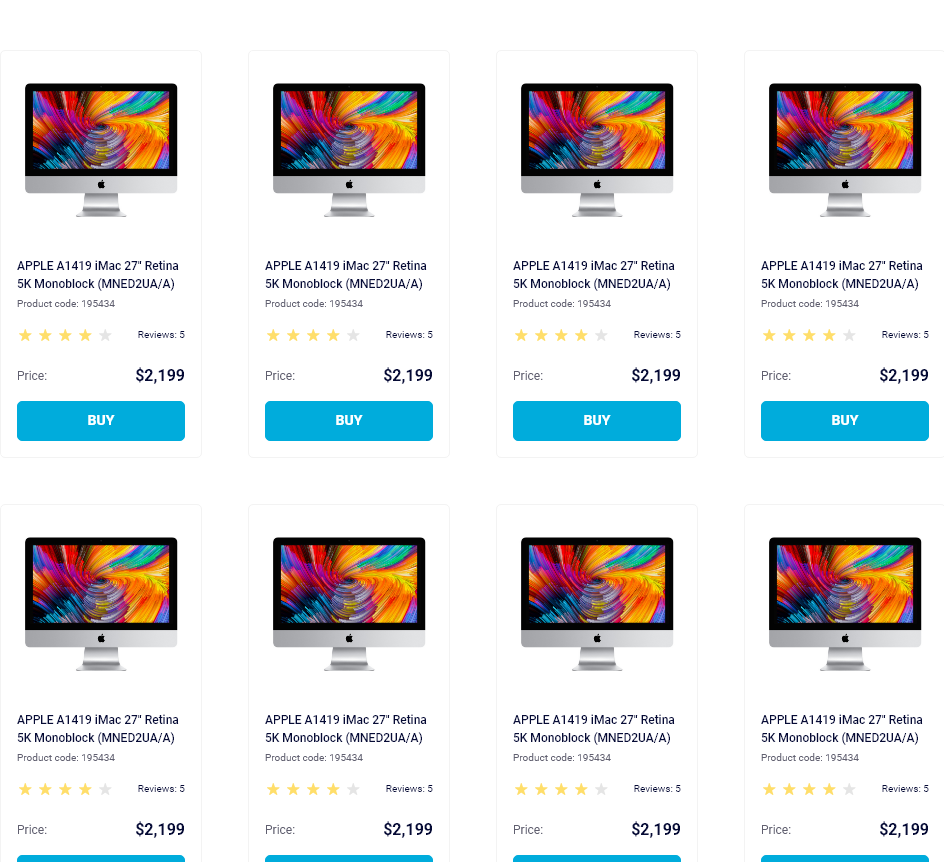 APPLE A1419 iMac 27" Retina
5K Monoblock (MNED2UA/A)
Product code: 195434
Reviews: 5
Price: $2,199
BUY
APPLE A1419 iMac 27" Retina
5K Monoblock (MNED2UA/A)
Product code: 195434
Reviews: 5
Price: $2,199
BUY
APPLE A1419 iMac 27" Retina
5K Monoblock (MNED2UA/A)
Product code: 195434
Reviews: 5
Price: $2,199
BUY
APPLE A1419 iMac 27" Retina
5K Monoblock (MNED2UA/A)
Product code: 195434
Reviews: 5
Price: $2,199
BUY
APPLE A1419 iMac 27" Retina
5K Monoblock (MNED2UA/A)
Product code: 195434
Reviews: 5
Price: $2,199
APPLE A1419 iMac 27" Retina
5K Monoblock (MNED2UA/A)
Product code: 195434
Reviews: 5
Price: $2,199
APPLE A1419 iMac 27" Retina
5K Monoblock (MNED2UA/A)
Product code: 195434
Reviews: 5
Price: $2,199
APPLE A1419 iMac 27" Retina
5K Monoblock (MNED2UA/A)
Product code: 195434
Reviews: 5
Price: $2,199